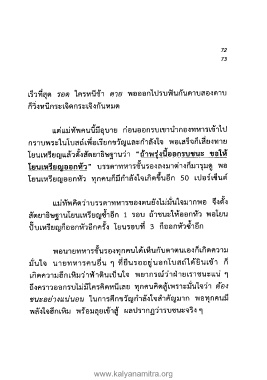 72
73
เร็วที่สุด รอด ใครหนีช้า ตาย พอออกไปรบฟันกันดาบสองดาบ
ก็วิ่งหนีกระเจิดกระเจิงกันหมด
แต่แม่ทัพคนนี้มีอุบาย ก่อนออกรบเขานำกองทหารเข้าไป
กราบพระในโบสถ์เพื่อเรียกขวัญและกำลังใจ พอเสร็จก็เสี่ยงทาย
โยนเหรียญแล้วตั้งสัตยาธิษฐานว่า “ถ้าพรุ่งนี้ออกรบชนะ ขอให้
โยนเหรียญออกหัว” บรรดาทหารชั้นรองลงมาต่างก็มารุมดู พอ
โยนเหรียญออกหัว ทุกคนก็มีกำลังใจเกิดขึ้นอีก 50 เปอร์เซ็นต์
แม่ทัพคิดว่าบรรดาทหารของตนยังไม่มั่นใจมากพอ จึงตั้ง
สัตยาธิษฐานโยนเหรียญซ้ำอีก 1 รอบ ถ้าชนะให้ออกหัว พอโยน
ปั๊บเหรียญก็ออกหัวอีกครั้ง โยนรอบที่ 3 ก็ออกหัวซ้ำอีก
พอนายทหารชั้นรองทุกคนได้เห็นกับตาตนเองก็เกิดความ
มั่นใจ นายทหารคนอื่น ๆ ที่ยืนรออยู่นอกโบสถ์ได้ยินเข้า ก็
เกิดความฮึกเหิมว่าฟ้าดินเป็นใจ พยากรณ์ว่าฝ่ายเราชนะแน่ ๆ
ถึงคราวออกรบไม่มีใครคิดหนีเลย ทุกคนคิดสู้เพราะมั่นใจว่า ต้อง
ชนะอย่างแน่นอน ในการศึกขวัญกำลังใจสำคัญมาก พอทุกคนมี
พลังใจฮึกเหิม พร้อมลุยเข้าสู้ ผลปรากฏว่ารบชนะจริง ๆ
www.kalyanamitra.org